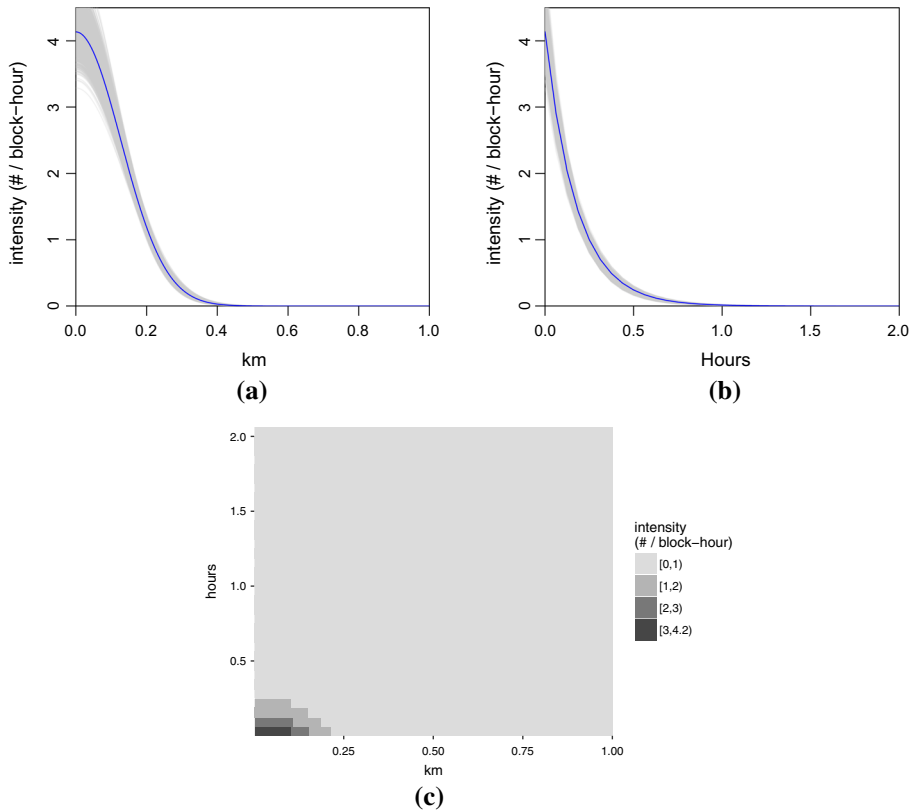 intensity (# / block−hour)
4
3
2
1
0
0.0 0.2 0.4 0.6 0.8 1.0
km
(a)
intensity (# / block−hour)
4
3
2
1
0
0.0 0.5 1.0 1.5 2.0
Hours
(b)
hours
2.0
1.5
1.0
0.5
0.25 0.50 0.75 1.00
km
intensity
(# / block−hour)
[0,1)
[1,2)
[2,3)
[3,4.2)
(c)